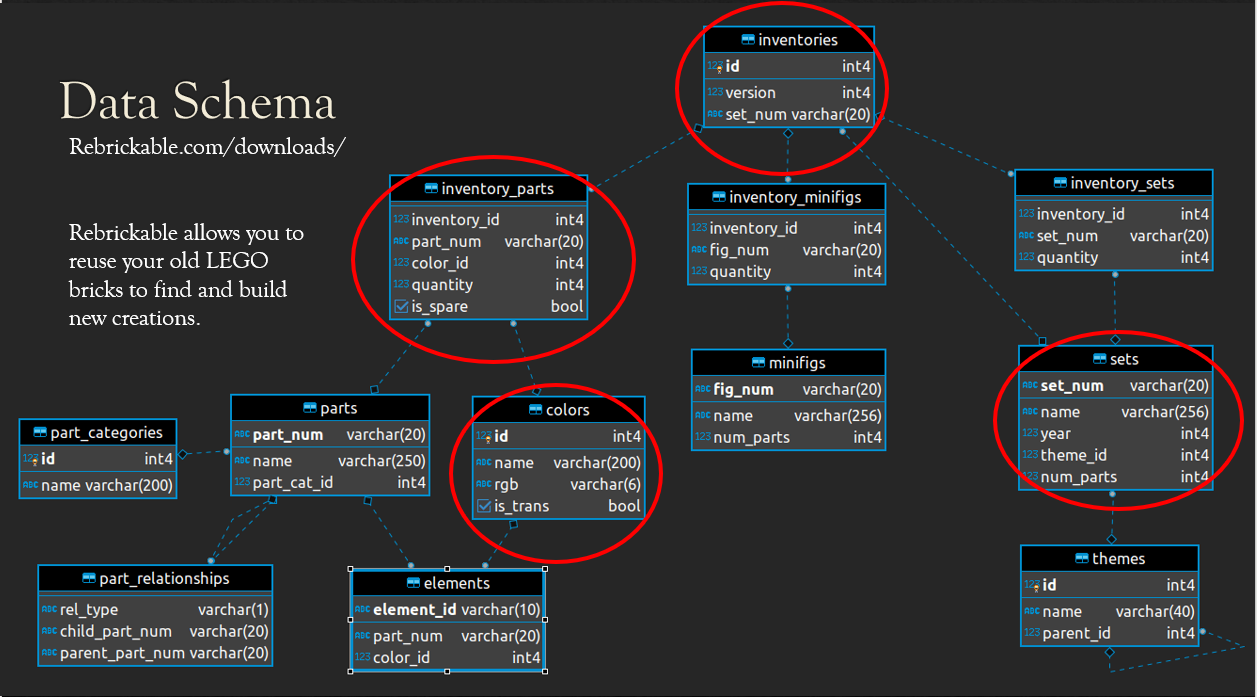 Data Schema
Rebrickable.com/downloads/
Rebrickable allows you to
reuse your old LEGO
bricks to find and build
new creations.
inventories
123 id int4
123 version int4
ABC set_num varchar(20)
inventory_parts
123 inventory_id int4
ABC part_num varchar(20)
123 color_id int4
123 quantity int4
is_spare bool
inventory_minifigs
123 inventory_id int4
ABC fig_num varchar(20)
123 quantity int4
inventory_sets
123 inventory_id int4
ABC set_num varchar(20)
123 quantity int4
part_categories
123 id int4
ABC name varchar(200)
parts
ABC part_num varchar(20)
ABC name varchar(250)
123 part_cat_id int4
colors
123 id int4
ABC name varchar(200)
ABC rgb varchar(6)
is_trans bool
minifigs
ABC fig_num varchar(20)
ABC name varchar(256)
123 num_parts int4
sets
ABC set_num varchar(20)
ABC name varchar(256)
123 year int4
123 theme_id int4
123 num_parts int4
part_relationships
ABC rel_type varchar(1)
ABC child_part_num varchar(20)
ABC parent_part_num varchar(20)
elements
ABC element_id varchar(10)
ABC part_num varchar(20)
123 color_id int4
themes
123 id int4
ABC name varchar(40)
123 parent_id int4